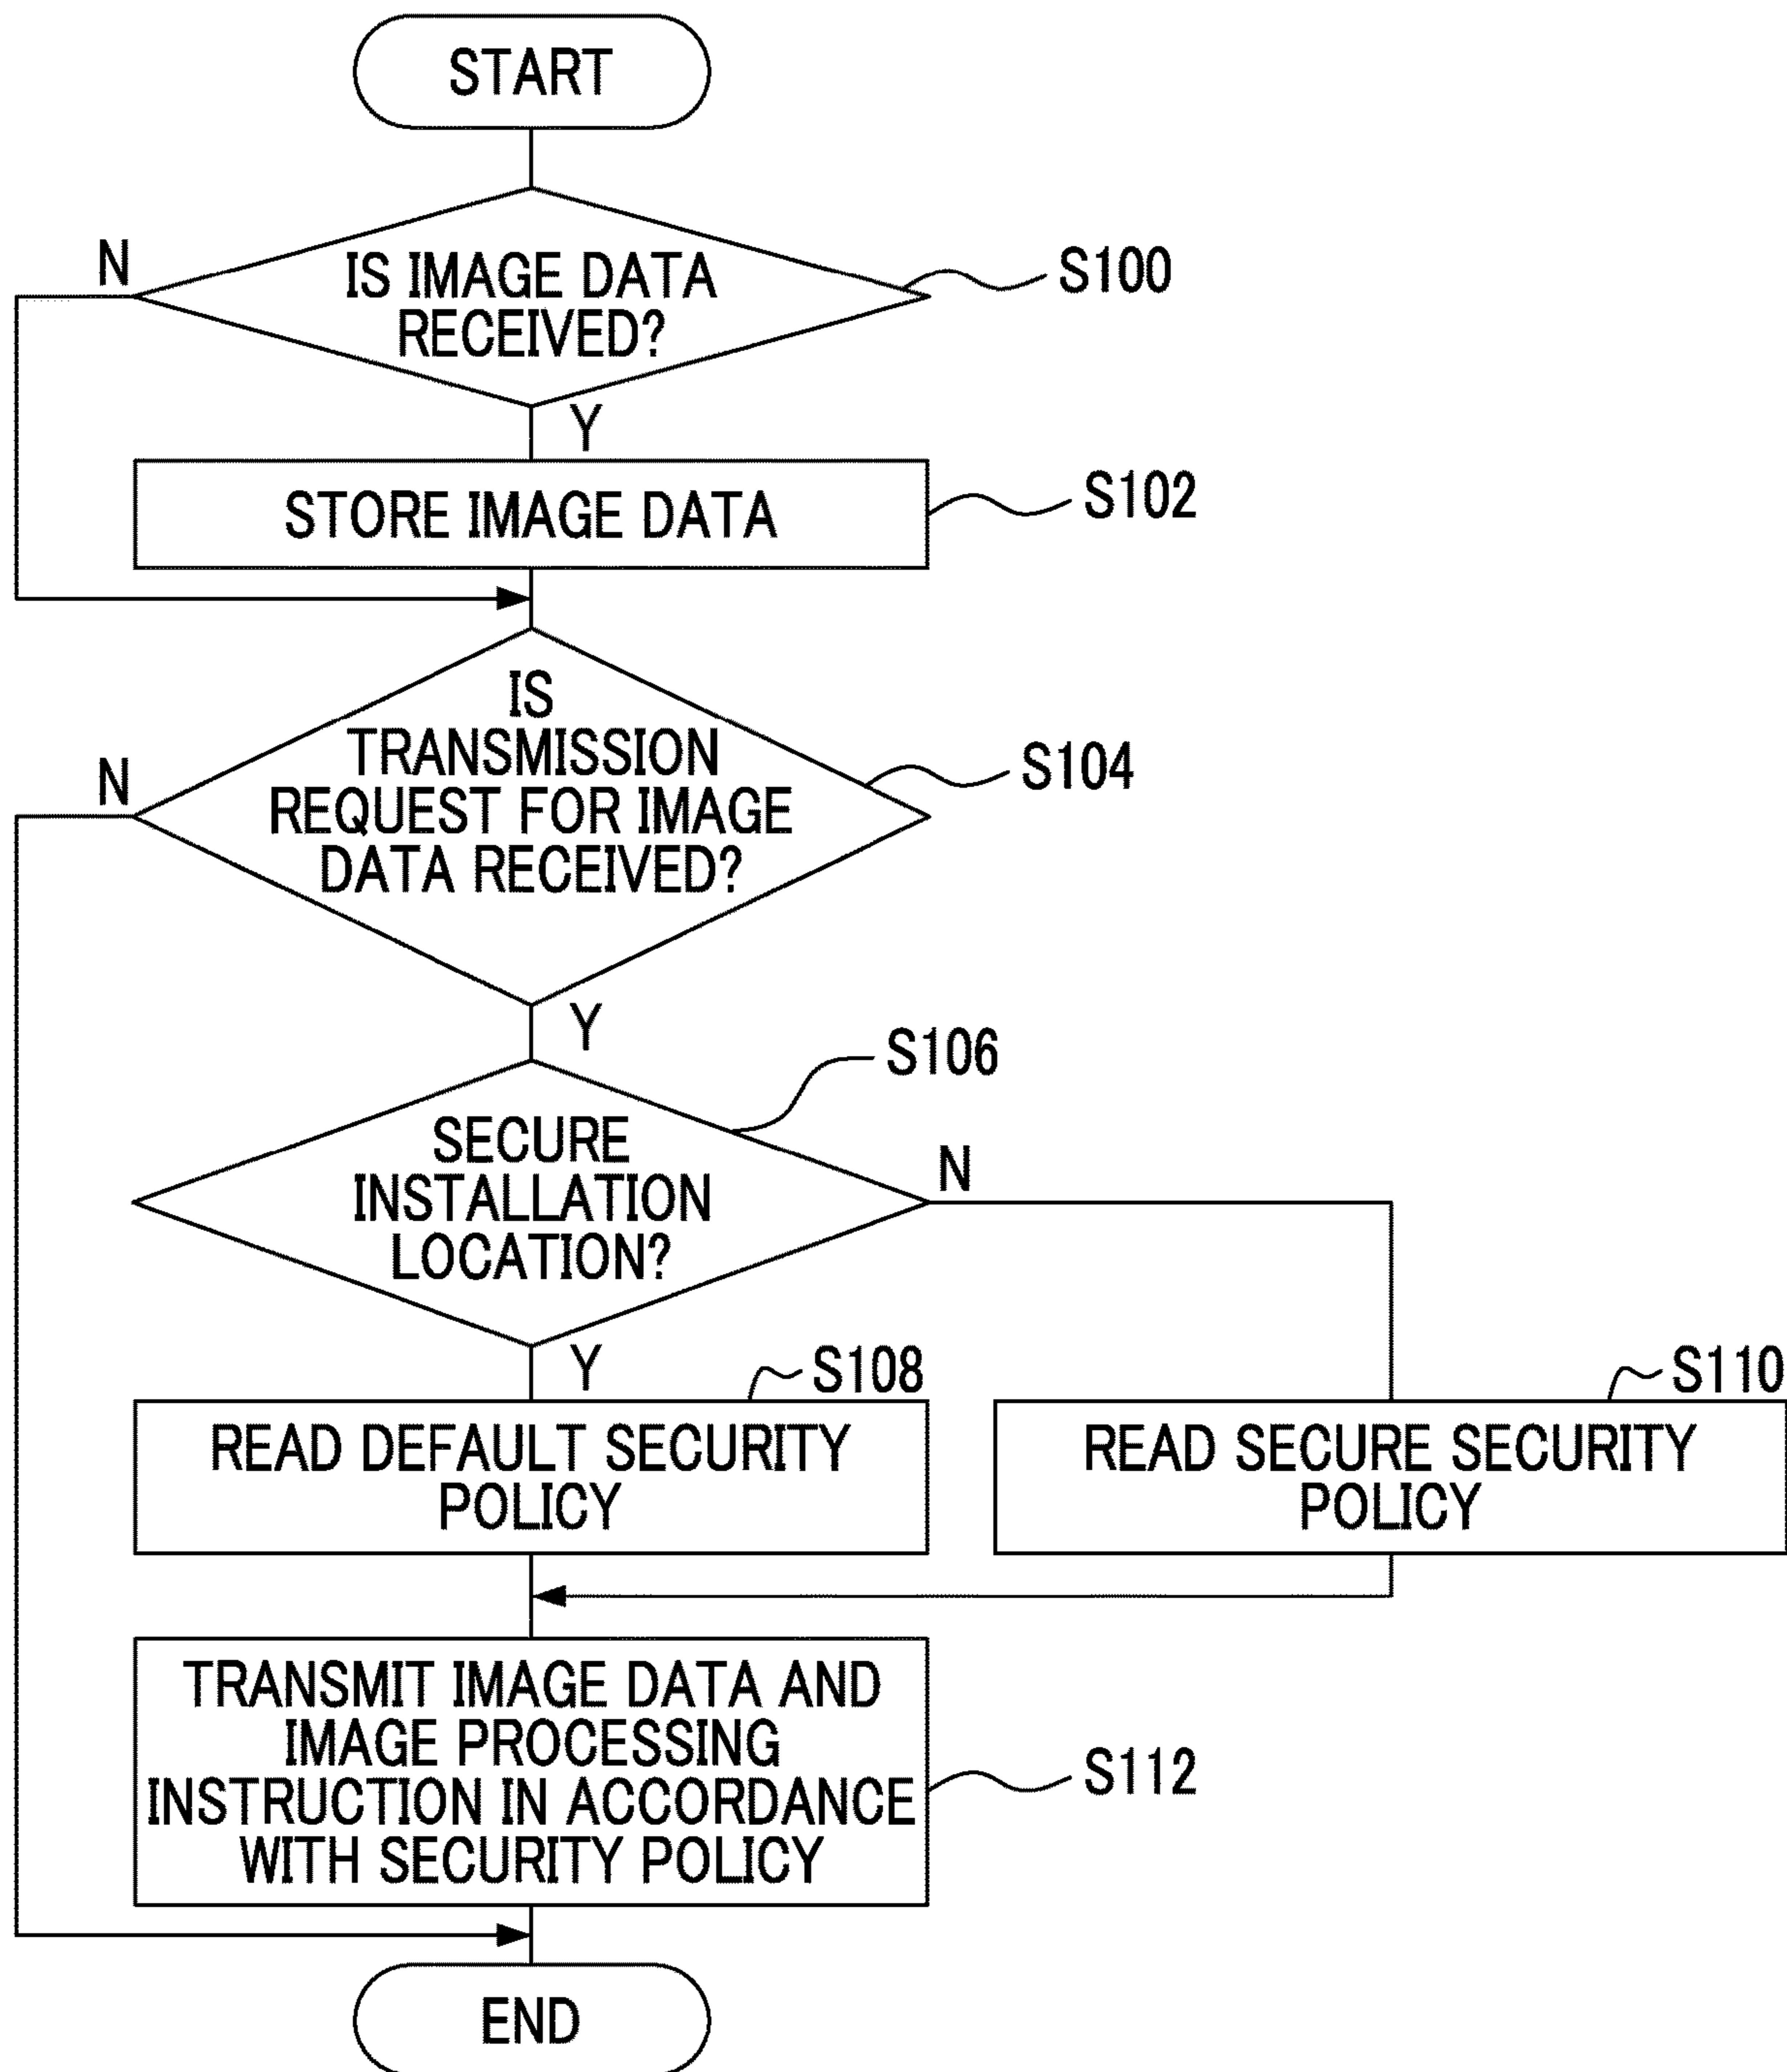 START
N
IS IMAGE DATA
RECEIVED?
S100
Y
STORE IMAGE DATA
S102
IS
TRANSMISSION
REQUEST FOR IMAGE
DATA RECEIVED?
N
S104
Y
S106
SECURE
INSTALLATION
LOCATION?
N
Y
S108
S110
READ DEFAULT SECURITY
POLICY
READ SECURE SECURITY
POLICY
TRANSMIT IMAGE DATA AND
IMAGE PROCESSING
INSTRUCTION IN ACCORDANCE
WITH SECURITY POLICY
S112
END